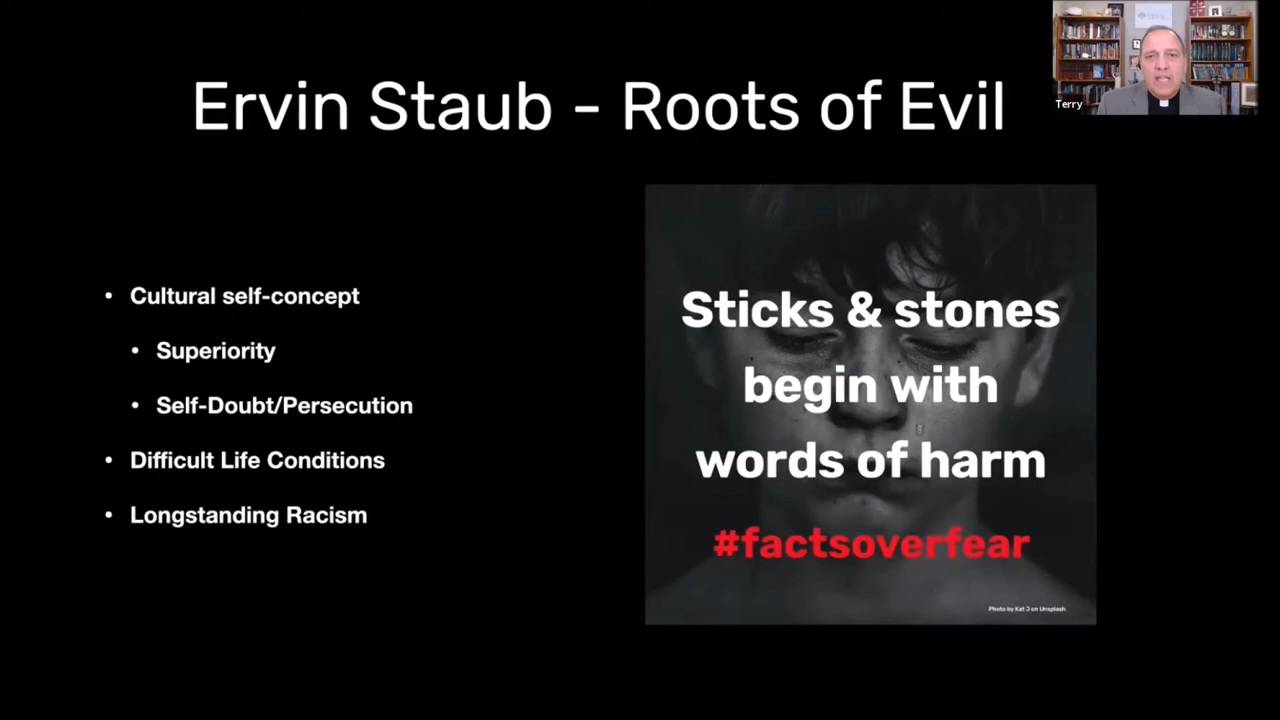 Ervin Staub - Roots of Evil
Terry
• Cultural self-concept
• Superiority
• Self-Doubt/Persecution
• Difficult Life Conditions
• Longstanding Racism
Sticks & stones
begin with
words of harm
#factsoverfear
Photo by Kat J on Unsplash